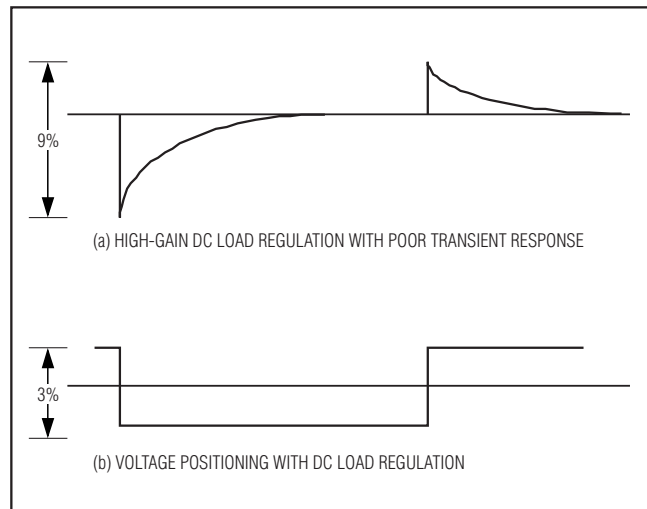 9%
(a) HIGH-GAIN DC LOAD REGULATION WITH POOR TRANSIENT RESPONSE
3%
(b) VOLTAGE POSITIONING WITH DC LOAD REGULATION